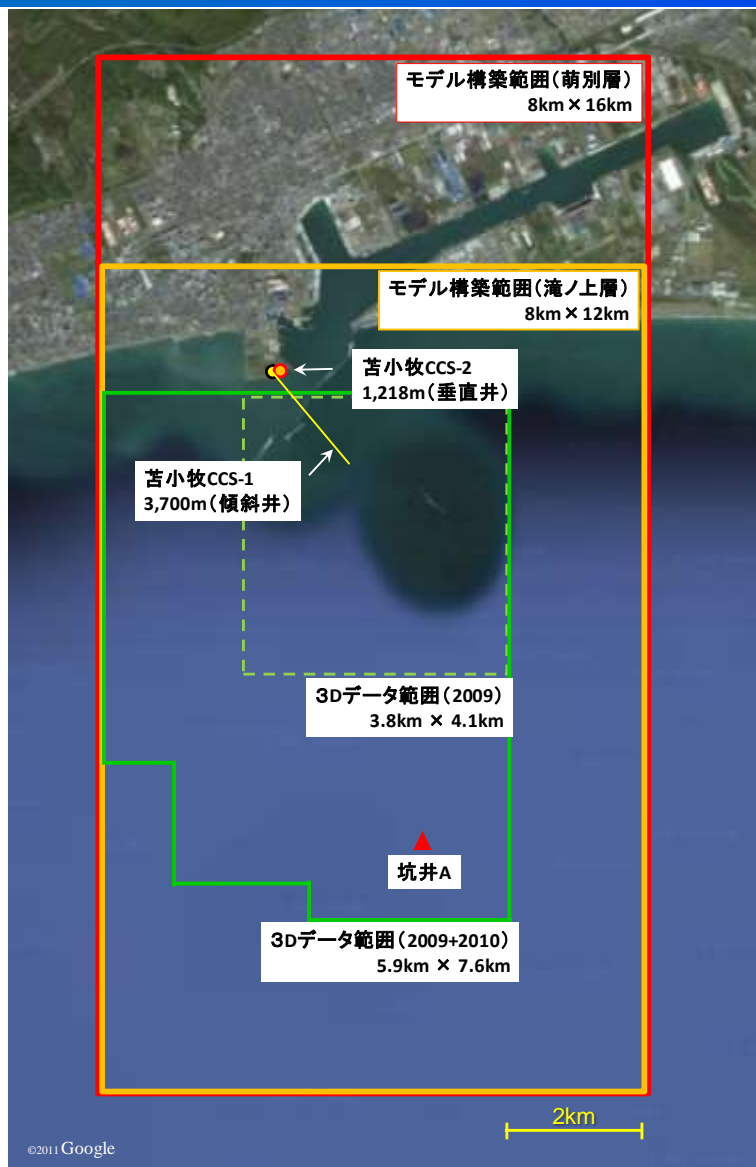 モデル構築範囲(萌別層)
8km×16km
モデル構築範囲(滝ノ上層)
8km×12km
苫小牧CCS-2
1,218m(垂直井)
苫小牧CCS-1
3,700m(傾斜井)
3Dデータ範囲(2009)
3.8km × 4.1km
坑井A
3Dデータ範囲(2009+2010)
5.9km × 7.6km
2km
©2011 Google